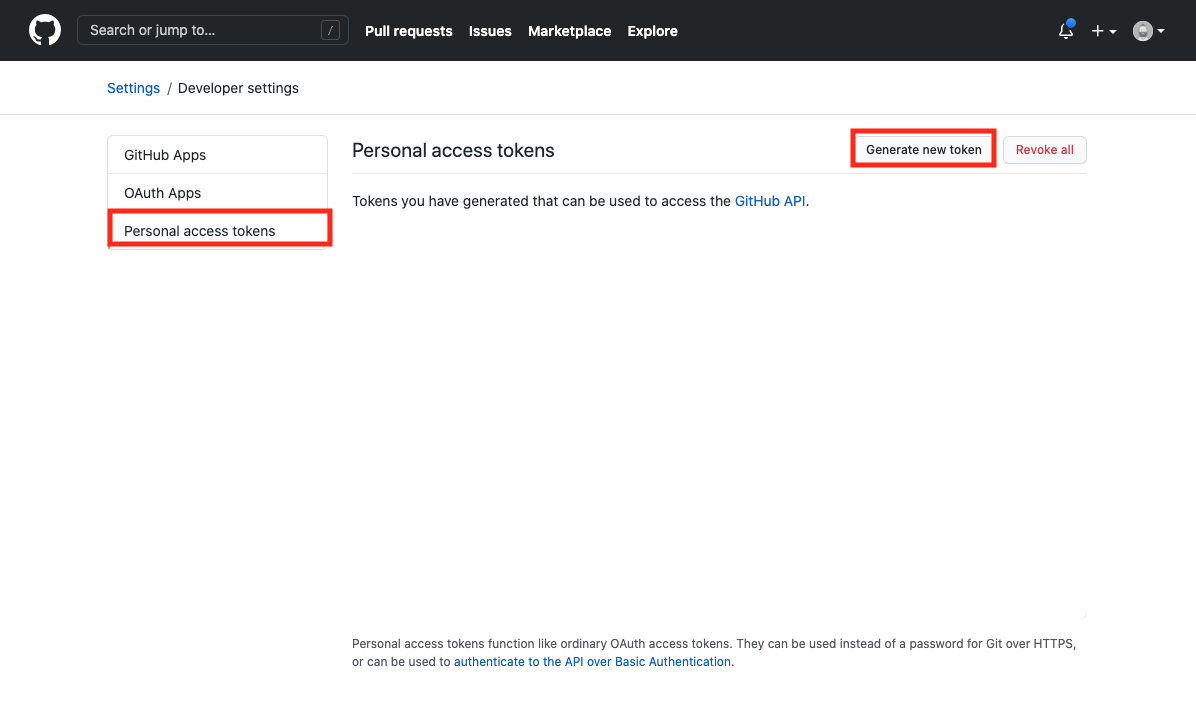 Search or jump to... /
Pull requests Issues Marketplace Explore
Settings / Developer settings
GitHub Apps
OAuth Apps
Personal access tokens
Personal access tokens
Generate new token
Revoke all
Tokens you have generated that can be used to access the GitHub API.
Personal access tokens function like ordinary OAuth access tokens. They can be used instead of a password for Git over HTTPS,
or can be used to authenticate to the API over Basic Authentication.